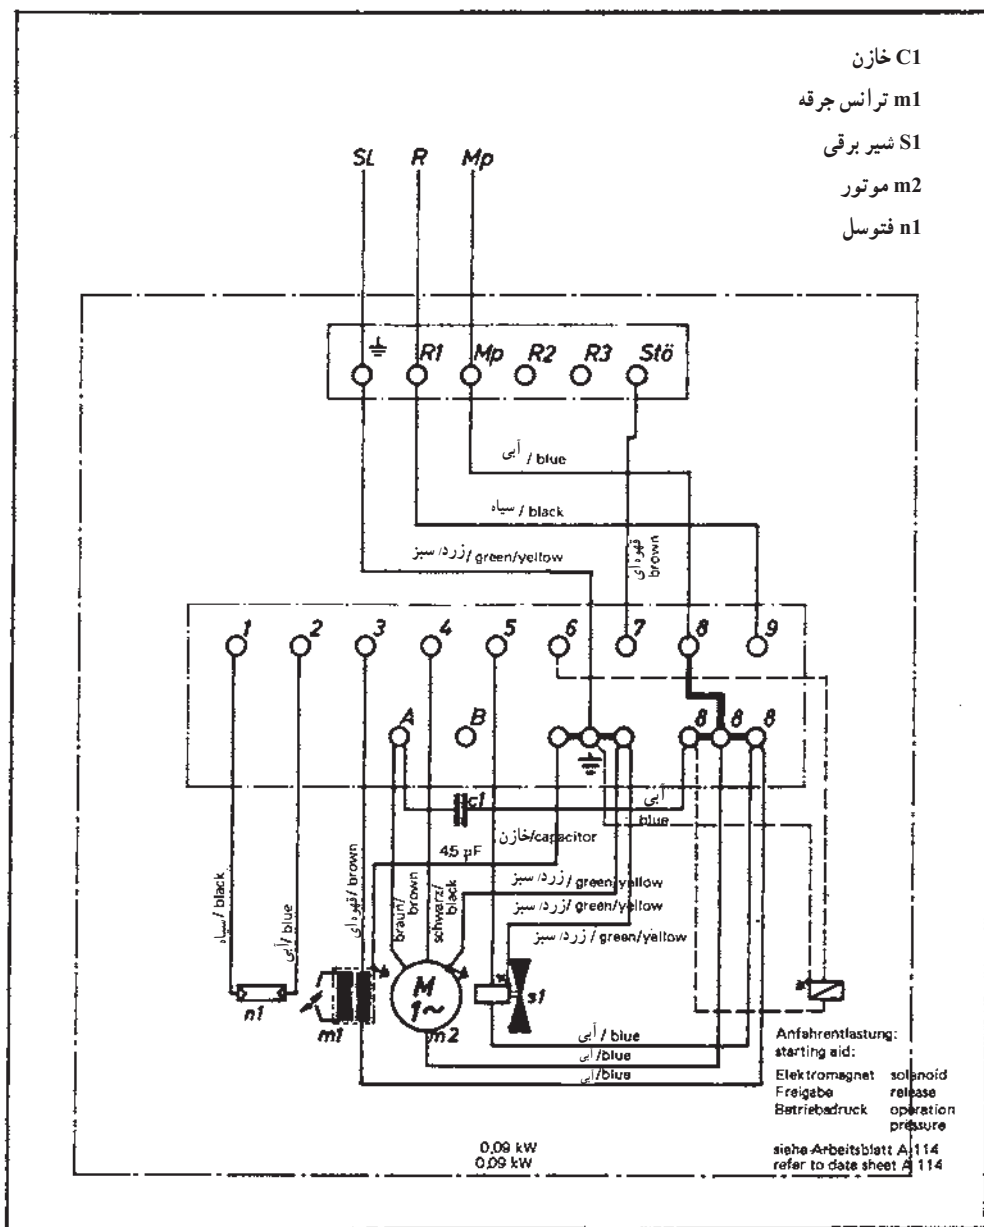 C1 خازن
m1 ترانس جرقه
S1 شیر برقی
m2 موتور
n1 فتوسل
SL R Mp
R1 Mp R2 R3 Stö
آبی / blue
سیاه / black
زرد/ سبز / green/yellow
قهوه ای
brown
1 2 3 4 5 6 7 8 9
A B 8 8 8
c1
آبی
blue
خازن/capacitor
4,5 µF
سیاه / black
آبی/ blue
قهوه ای/ brown
braun/
brown
schwarz/
black
زرد/ سبز / green/yellow
زرد/ سبز / green/yellow
زرد/ سبز / green/yellow
n1
m1
M
1~
m2
s1
آبی / blue
آبی/ blue
آبی/blue
Anfahrentlastung:
starting aid:
Elektromagnet solenoid
Freigabe release
Betriebsdruck operation
pressure
siehe Arbeitsblatt A 114
refer to data sheet A 114
0,09 kW
0,09 kW